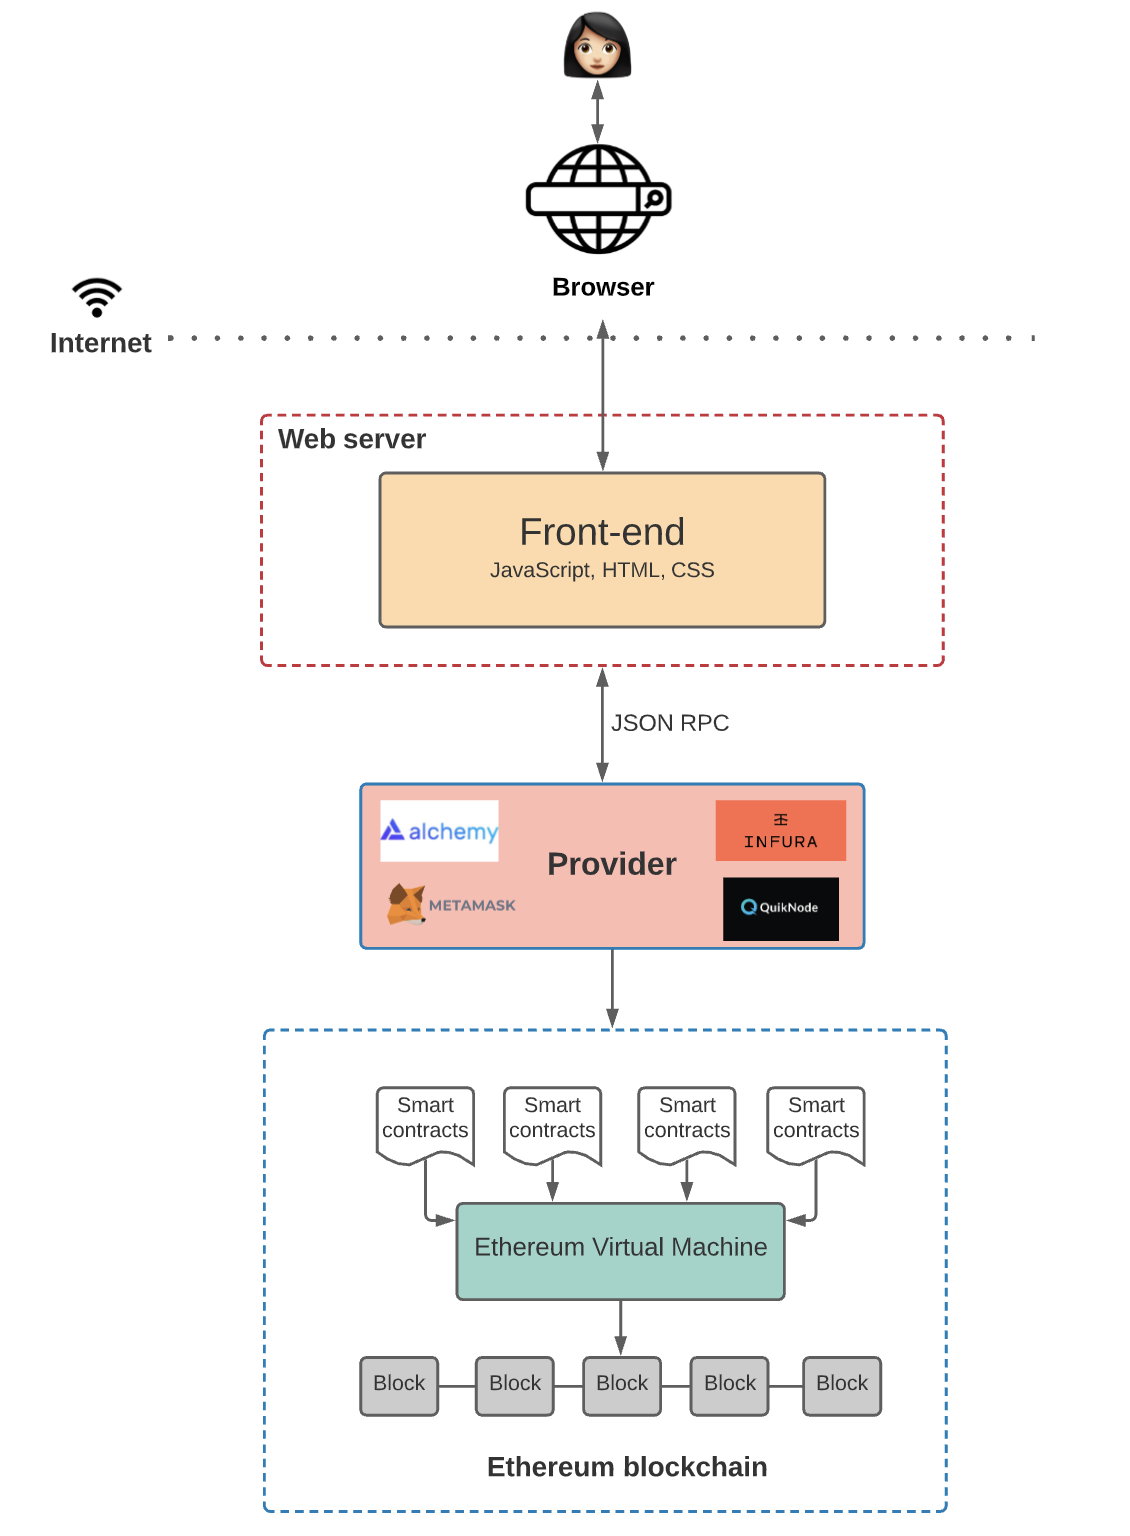 Browser
Internet
Web server
Front-end
JavaScript, HTML, CSS
JSON RPC
alchemy
INFURA
Provider
METAMASK
QuikNode
Smart
contracts
Smart
contracts
Smart
contracts
Smart
contracts
Ethereum Virtual Machine
Block
Block
Block
Block
Block
Ethereum blockchain